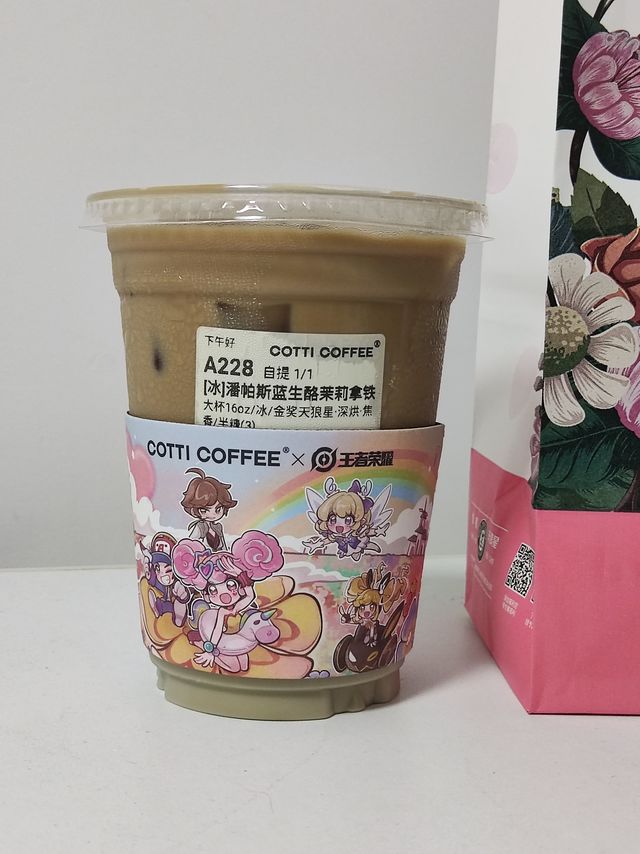 下午好
COTTI COFFEE®
A228 自提 1/1
[冰]潘帕斯蓝生酪茉莉拿铁
大杯16oz/冰/金奖天狼星·深烘·焦
香/半糖(3)
COTTI COFFEE® × 王者荣耀